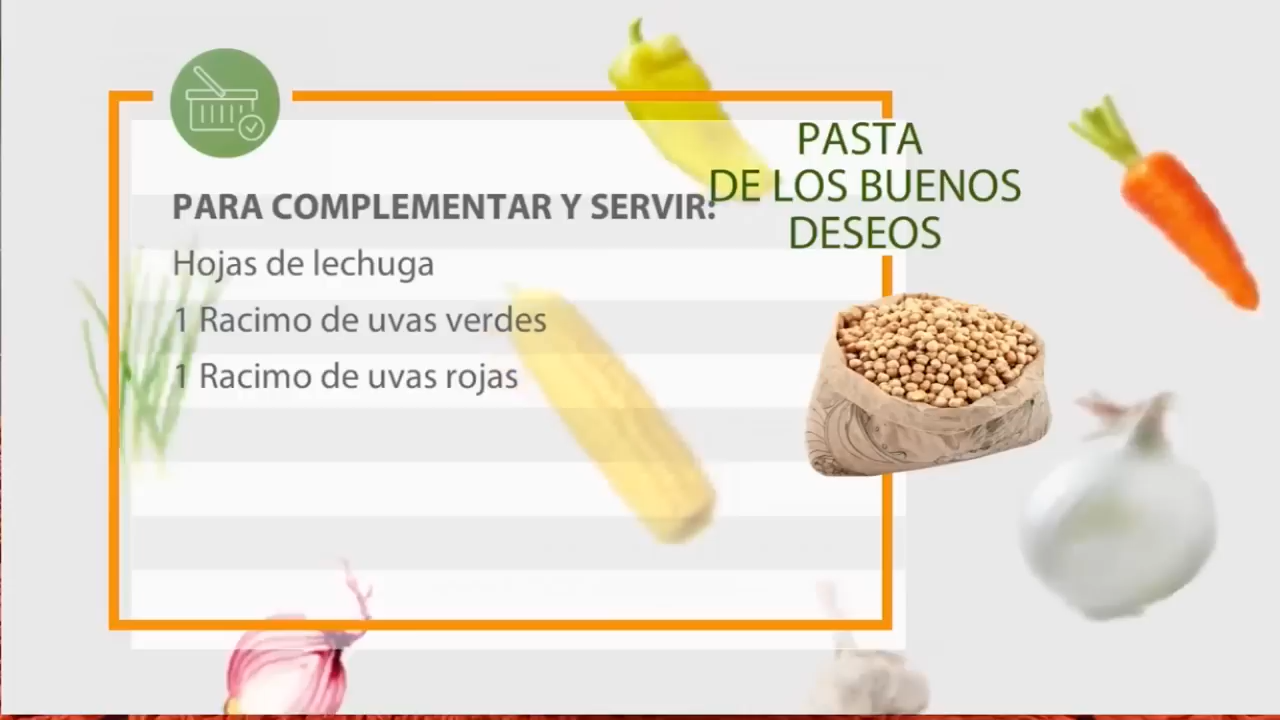 PASTA
DE LOS BUENOS
DESEOS
PARA COMPLEMENTAR Y SERVIR:
Hojas de lechuga
1 Racimo de uvas verdes
1 Racimo de uvas rojas